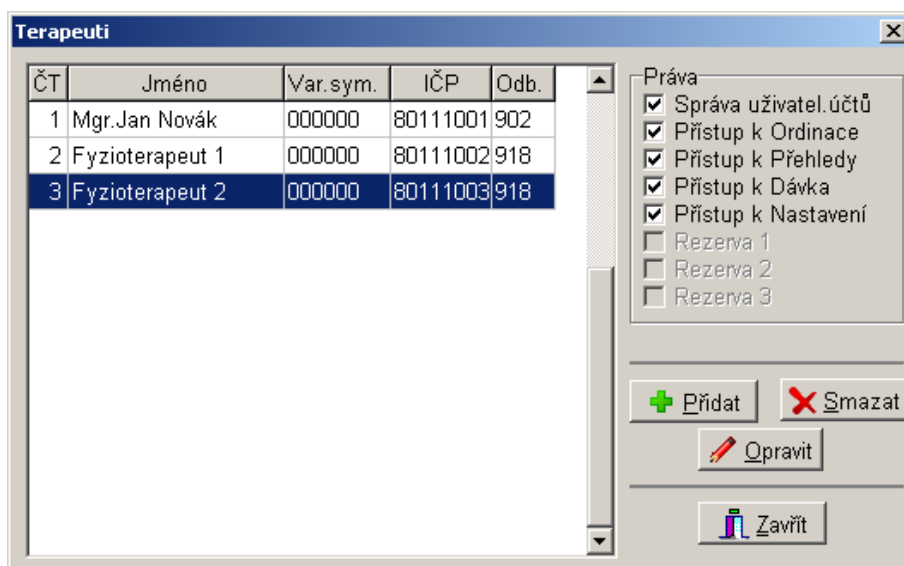 Terapeuti
ČT Jméno Var.sym. IČP Odb.
1 Mgr.Jan Novák 000000 80111001 902
2 Fyzioterapeut 1 000000 80111002 918
3 Fyzioterapeut 2 000000 80111003 918
Práva
Správa uživatel.účtů
Přístup k Ordinace
Přístup k Přehledy
Přístup k Dávka
Přístup k Nastavení
Rezerva 1
Rezerva 2
Rezerva 3
Přidat
Smazat
Opravit
Zavřít